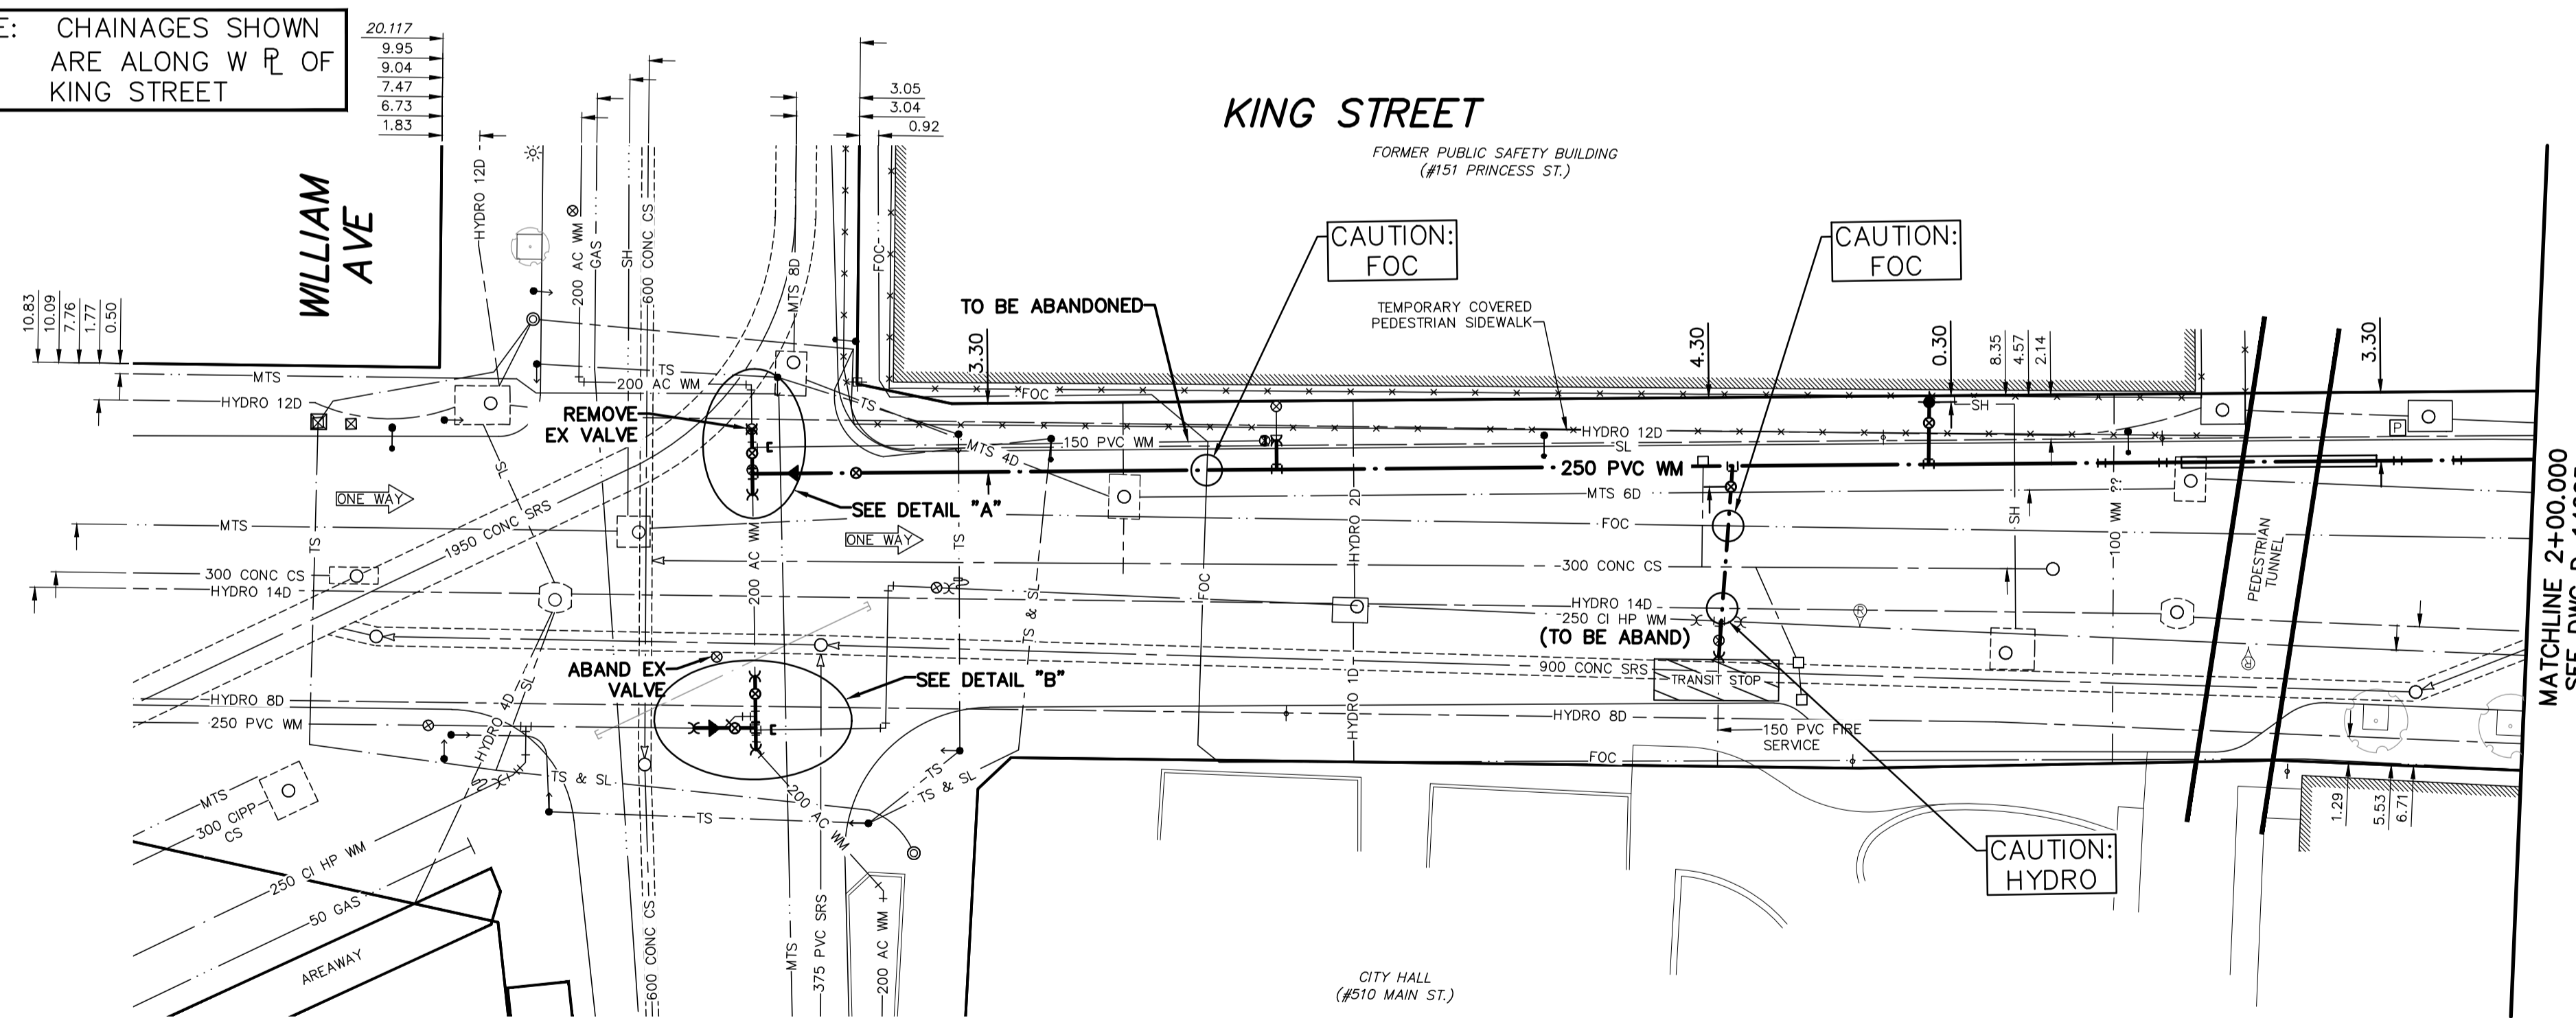 E: CHAINAGES SHOWN
ARE ALONG W PL OF
KING STREET
20.117
9.95
9.04
7.47
6.73
1.83
3.05
3.04
0.92
KING STREET
FORMER PUBLIC SAFETY BUILDING
(#151 PRINCESS ST.)
WILLIAM
AVE
HYDRO 12D
200 AC WM
GAS
SH
600 CONC CS
MTS 8D
FOC
CAUTION:
FOC
CAUTION:
FOC
TO BE ABANDONED
TEMPORARY COVERED
PEDESTRIAN SIDEWALK
10.83
10.09
7.76
1.77
0.50
3.30
4.30
0.30
8.35
4.57
2.14
3.30
MTS
TS
200 AC WM
FOC
HYDRO 12D
TS
SH
REMOVE
EX VALVE
E
150 PVC WM
HYDRO 12D
SL
P
MTS 4D
250 PVC WM
SL
ONE WAY
MTS 6D
SEE DETAIL "A"
MTS
1950 CONC SRS
ONE WAY
FOC
TS
200 AC WM
TS
HYDRO 2D
SH
100 WM ??
PEDESTRIAN
TUNNEL
300 CONC CS
300 CONC CS
HYDRO 14D
TS & SL
FOC
HYDRO 14D
250 CI HP WM
(TO BE ABAND)
ABAND EX
VALVE
SEE DETAIL "B"
900 CONC SRS
TRANSIT STOP
HYDRO 8D
250 PVC WM
HYDRO 4D
SL
E
HYDRO 1D
HYDRO 8D
150 PVC FIRE
SERVICE
FOC
MATCHLINE 2+00.000
MTS
300 CIPP
CS
TS & SL
TS
TS
TS & SL
200 AC WM
1.29
5.53
6.71
250 CI HP WM
50 GAS
AREAWAY
600 CONC CS
MTS
375 PVC SRS
200 AC WM
CAUTION:
HYDRO
CITY HALL
(#510 MAIN ST.)